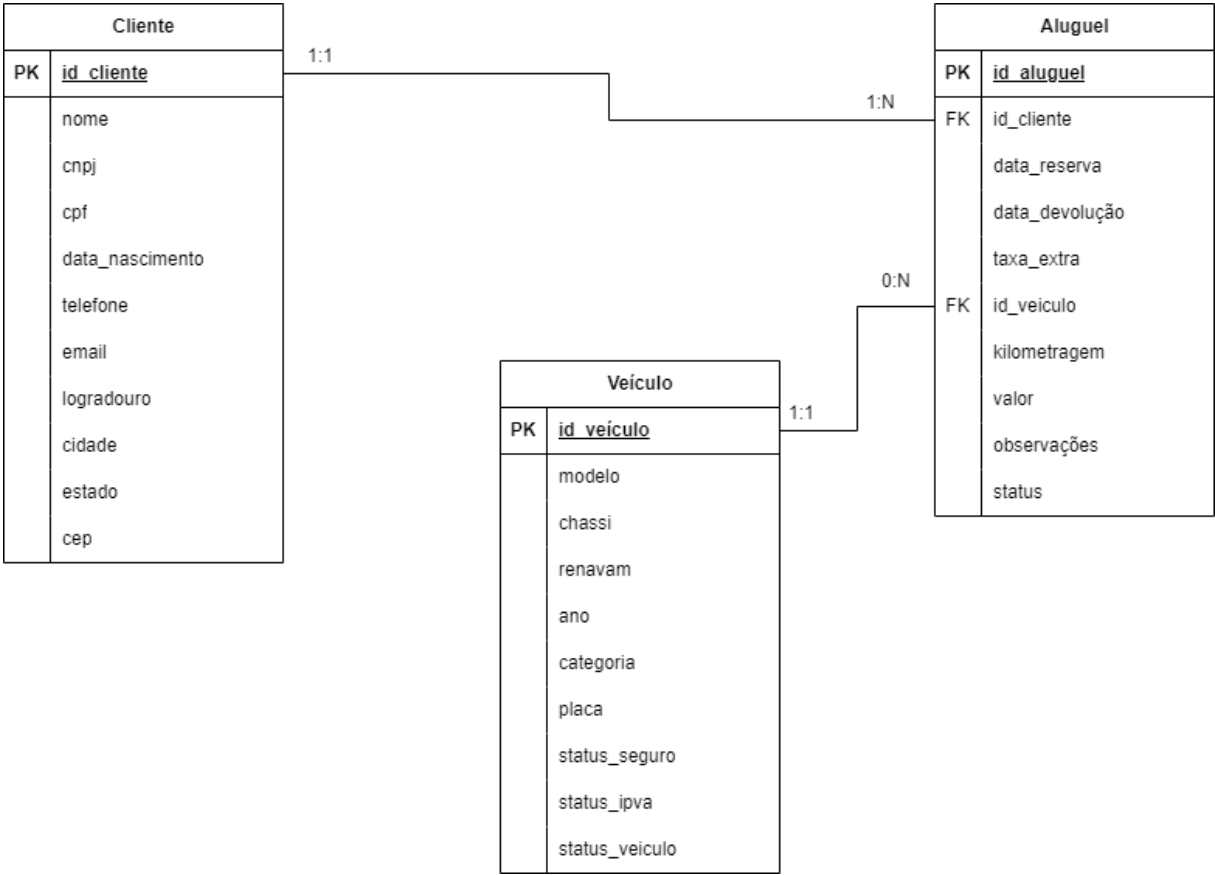 Cliente
PK id_cliente
nome
cnpj
cpf
data_nascimento
telefone
email
logradouro
cidade
estado
cep
1:1
1:N
Aluguel
PK id_aluguel
FK id_cliente
data_reserva
data_devolução
taxa_extra
FK id_veiculo
kilometragem
valor
observações
status
0:N
1:1
Veículo
PK id_veículo
modelo
chassi
renavam
ano
categoria
placa
status_seguro
status_ipva
status_veiculo